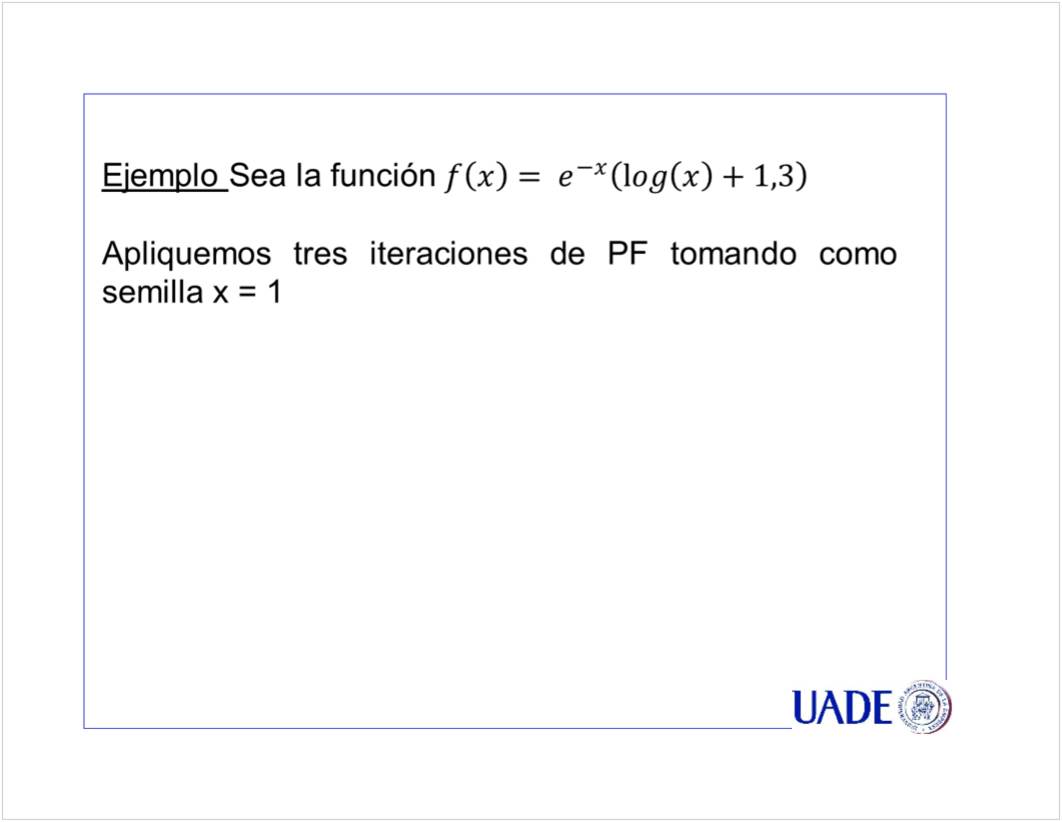 Ejemplo Sea la función f(x) = e^{-x}(log(x) + 1,3)
Apliquemos tres iteraciones de PF tomando como
semilla x = 1
UADE